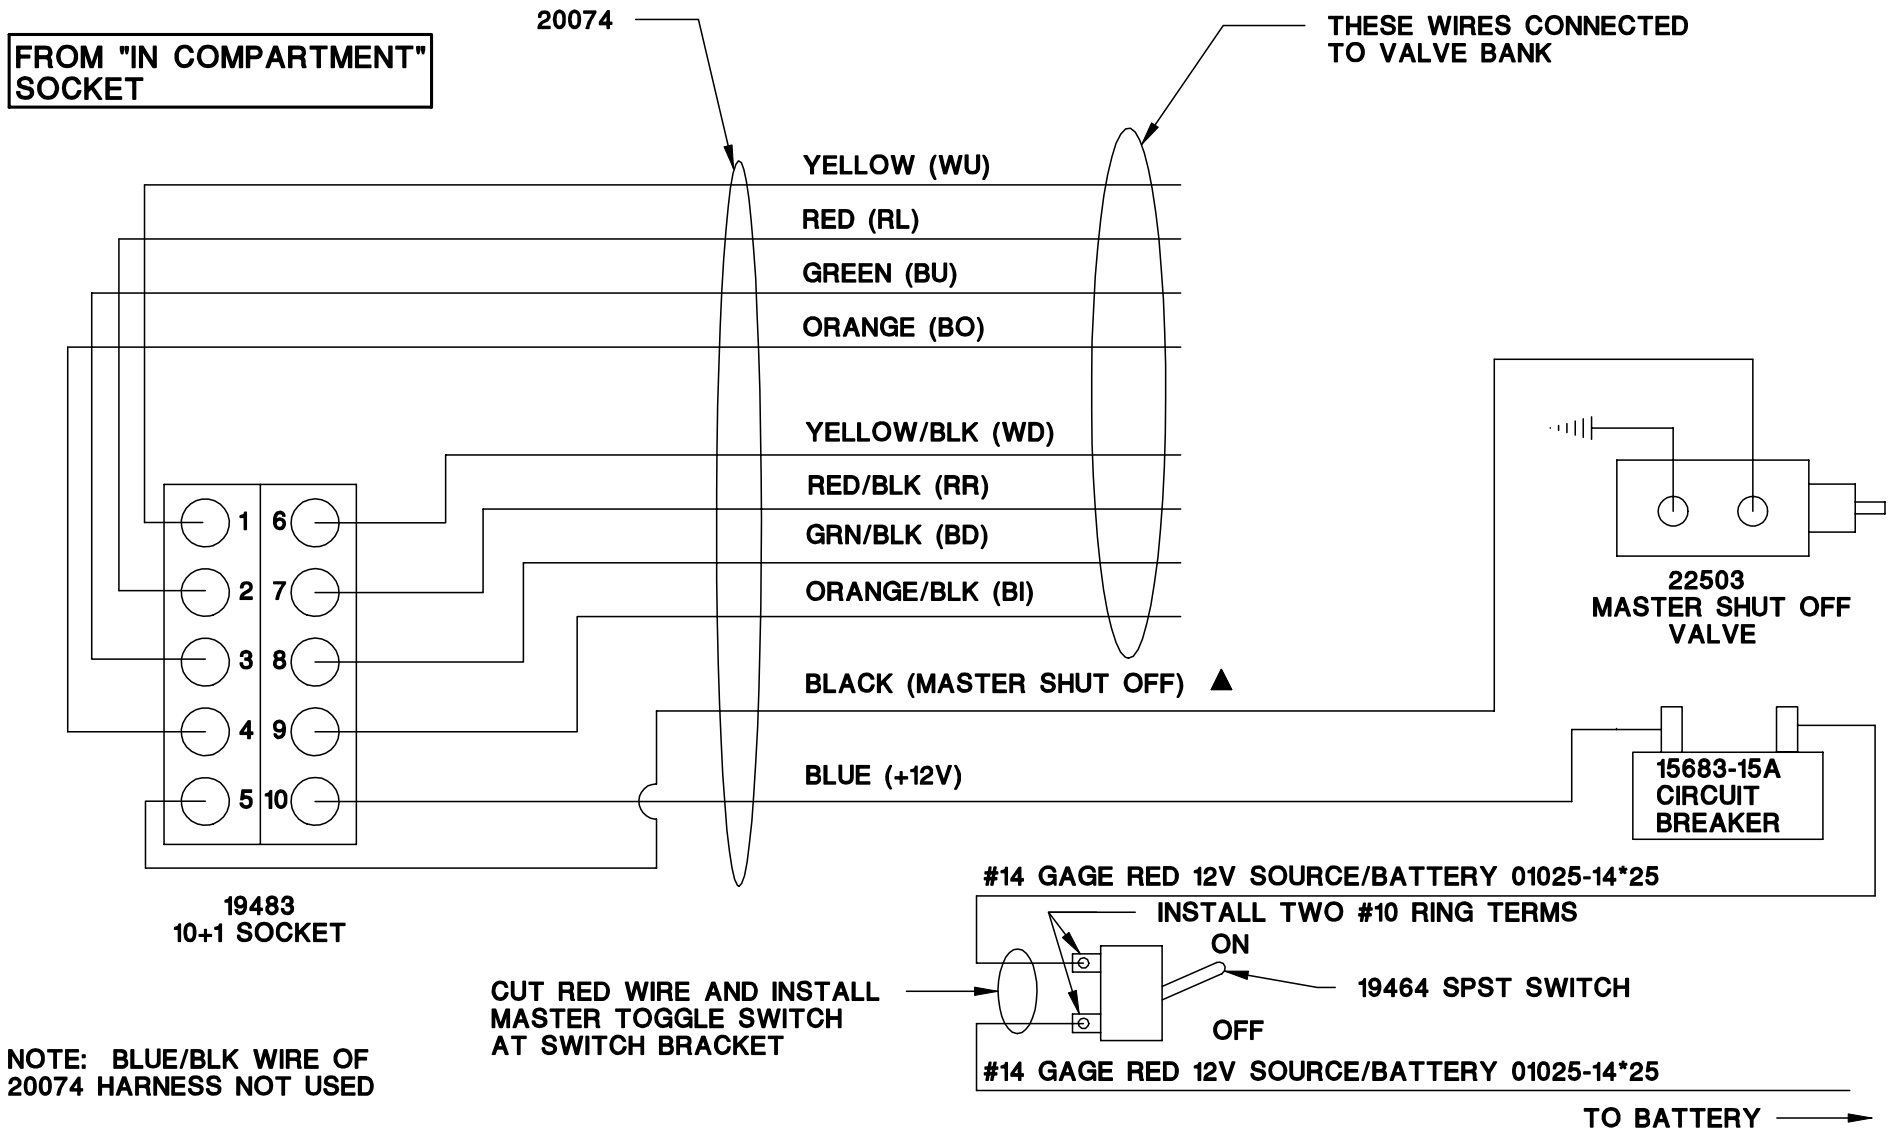 20074
THESE WIRES CONNECTED
TO VALVE BANK
FROM "IN COMPARTMENT"
SOCKET
YELLOW (WU)
RED (RL)
GREEN (BU)
ORANGE (BO)
YELLOW/BLK (WD)
RED/BLK (RR)
GRN/BLK (BD)
ORANGE/BLK (BI)
BLACK (MASTER SHUT OFF) ▲
BLUE (+12V)
1 6
2 7
3 8
4 9
5 10
19483
10+1 SOCKET
22503
MASTER SHUT OFF
VALVE
15683-15A
CIRCUIT
BREAKER
#14 GAGE RED 12V SOURCE/BATTERY 01025-14*25
INSTALL TWO #10 RING TERMS
ON
19464 SPST SWITCH
OFF
CUT RED WIRE AND INSTALL
MASTER TOGGLE SWITCH
AT SWITCH BRACKET
#14 GAGE RED 12V SOURCE/BATTERY 01025-14*25
TO BATTERY
NOTE: BLUE/BLK WIRE OF
20074 HARNESS NOT USED